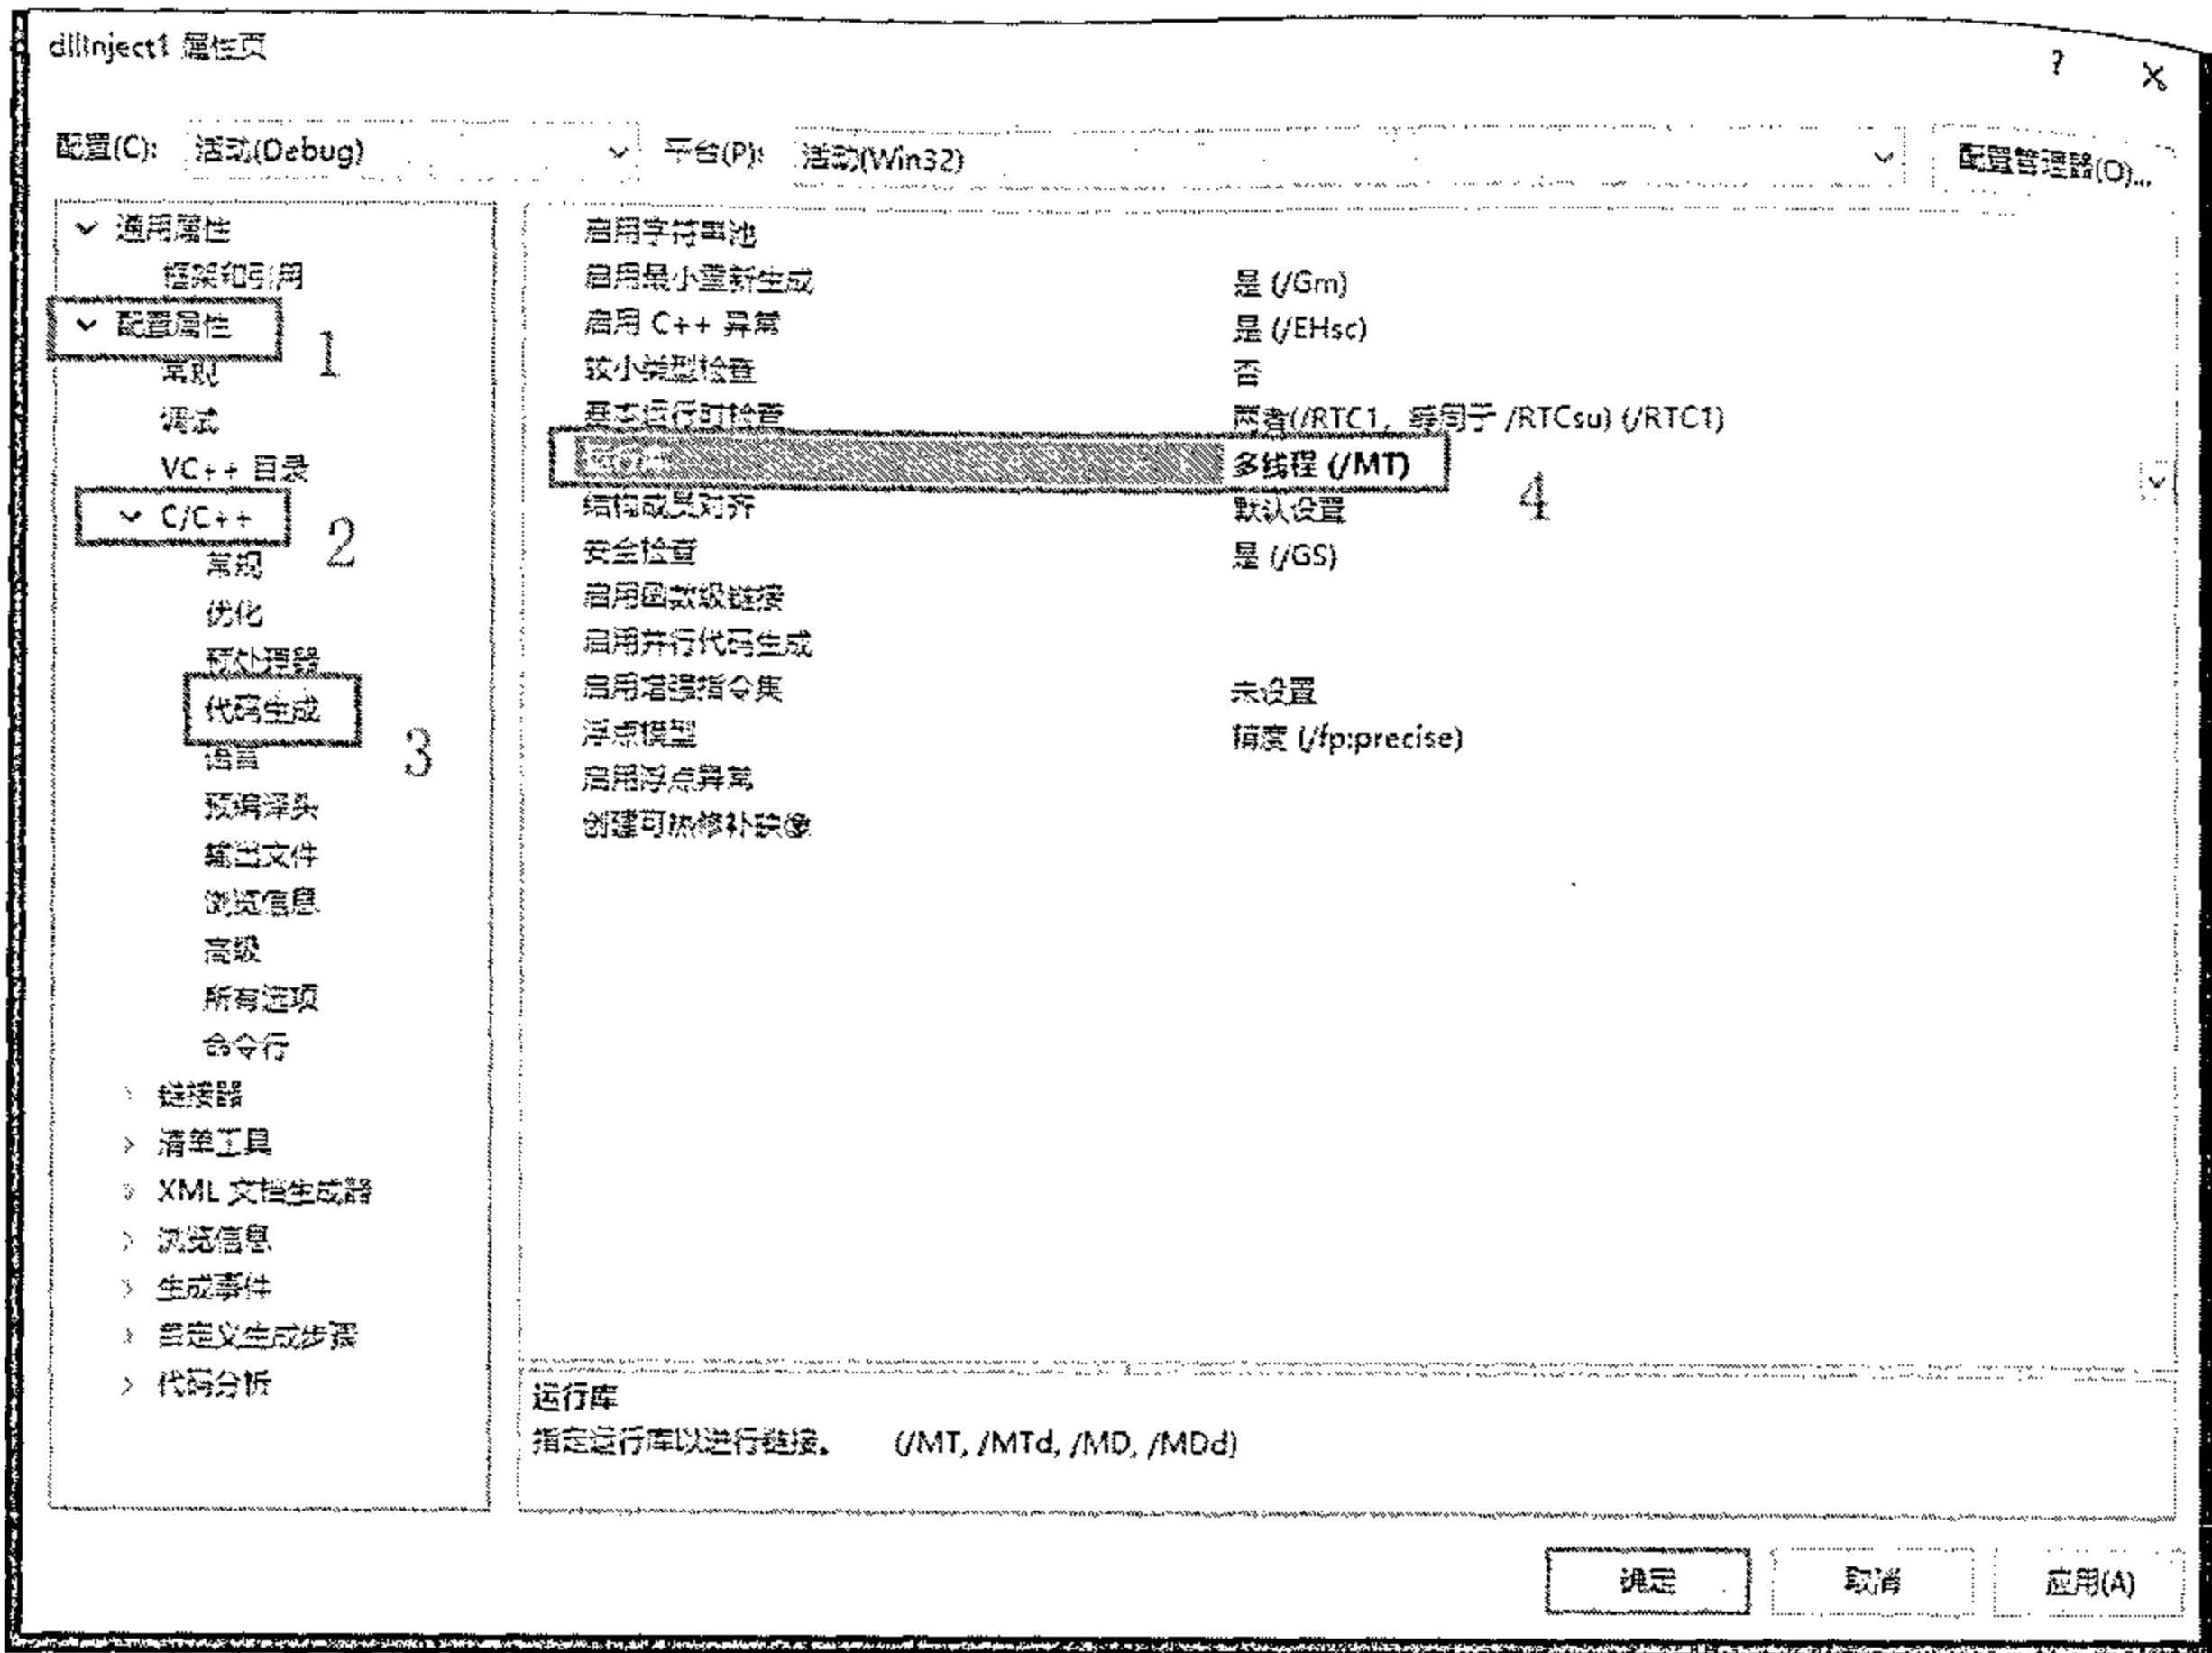 dllInject1 属性页
?
配置(C): 活动(Debug) 平台(P): 活动(Win32) 配置管理器(O)...
通用属性
框架和引用
配置属性
1
常规
调试
VC++ 目录
C/C++
2
常规
优化
预处理器
代码生成
3
语言
预编译头
输出文件
浏览信息
高级
所有选项
命令行
链接器
清单工具
XML 文档生成器
浏览信息
生成事件
自定义生成步骤
代码分析
启用字符串池
启用最小重新生成 是 (/Gm)
启用 C++ 异常 是 (/EHsc)
较小类型检查 否
基本运行时检查 两者(/RTC1，等同于 /RTCsu) (/RTC1)
运行库 多线程 (/MT)
4
结构成员对齐 默认设置
安全检查 是 (/GS)
启用函数级链接
启用并行代码生成
启用增强指令集 未设置
浮点模型 精度 (/fp:precise)
启用浮点异常
创建可热修补映像
运行库
指定运行库以进行链接。 (/MT, /MTd, /MD, /MDd)
确定 取消 应用(A)